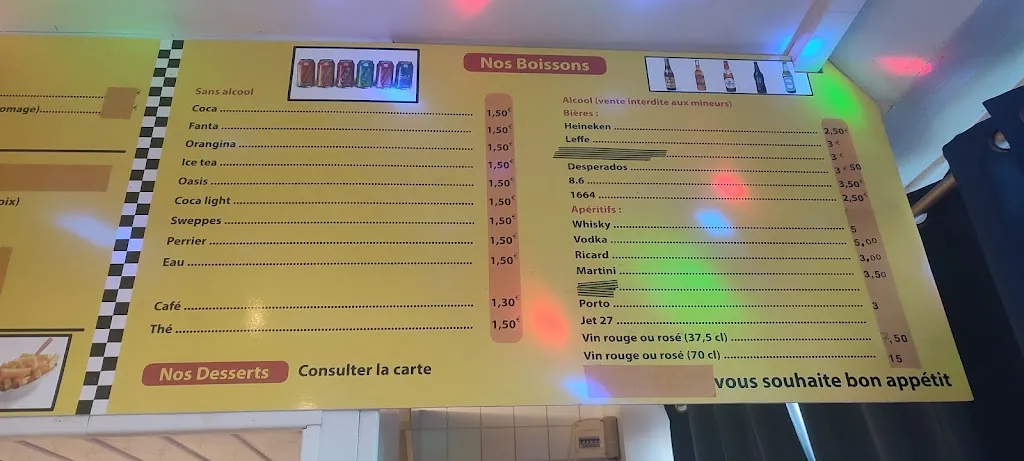 omage)
oix)
Nos Boissons
Sans alcool
Coca 1,50€
Fanta 1,50€
Orangina 1,50€
Ice tea 1,50€
Oasis 1,50€
Coca light 1,50€
Sweppes 1,50€
Perrier 1,50€
Eau 1,50€
Café 1,30€
Thé 1,50€
Nos Desserts Consulter la carte
Alcool (vente interdite aux mineurs)
Bières :
Heineken 2,50€
Leffe 3 €
3 €
Desperados 3 € 50
8.6 3,50€
1664 2,50€
Apéritifs :
Whisky 5
Vodka 5,00
Ricard 3,00
Martini 3.50
Porto 3
Jet 27
Vin rouge ou rosé (37,5 cl) ,50
Vin rouge ou rosé (70 cl) 15
vous souhaite bon appétit